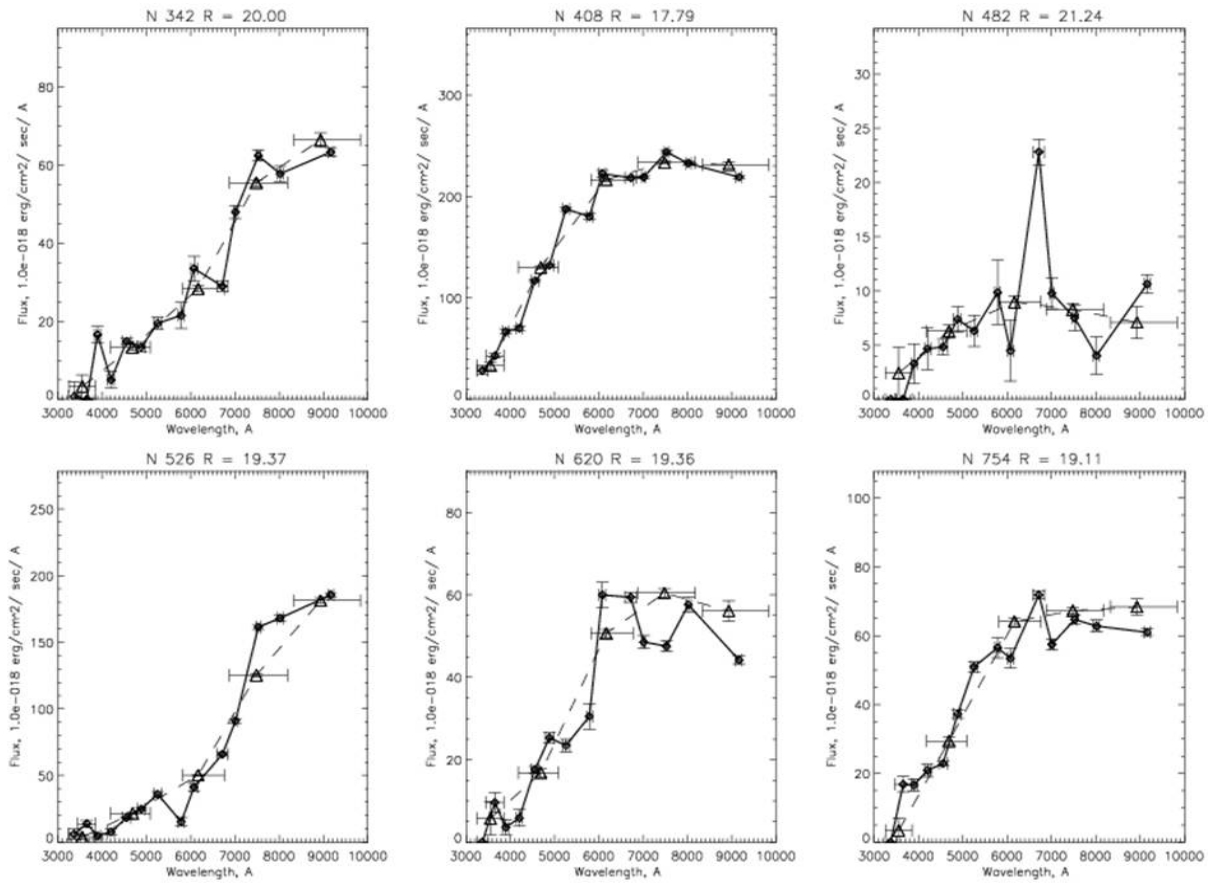 N 342 R = 20.00
Flux, 1.0e-018 erg/cm^2/ sec/ A
80
60
40
20
0
3000 4000 5000 6000 7000 8000 9000 10000
Wavelength, A
N 408 R = 17.79
Flux, 1.0e-018 erg/cm^2/ sec/ A
300
200
100
0
3000 4000 5000 6000 7000 8000 9000 10000
Wavelength, A
N 482 R = 21.24
Flux, 1.0e-018 erg/cm^2/ sec/ A
30
25
20
15
10
5
0
3000 4000 5000 6000 7000 8000 9000 10000
Wavelength, A
N 526 R = 19.37
Flux, 1.0e-018 erg/cm^2/ sec/ A
250
200
150
100
50
0
3000 4000 5000 6000 7000 8000 9000 10000
Wavelength, A
N 620 R = 19.36
Flux, 1.0e-018 erg/cm^2/ sec/ A
80
60
40
20
0
3000 4000 5000 6000 7000 8000 9000 10000
Wavelength, A
N 754 R = 19.11
Flux, 1.0e-018 erg/cm^2/ sec/ A
100
80
60
40
20
0
3000 4000 5000 6000 7000 8000 9000 10000
Wavelength, A